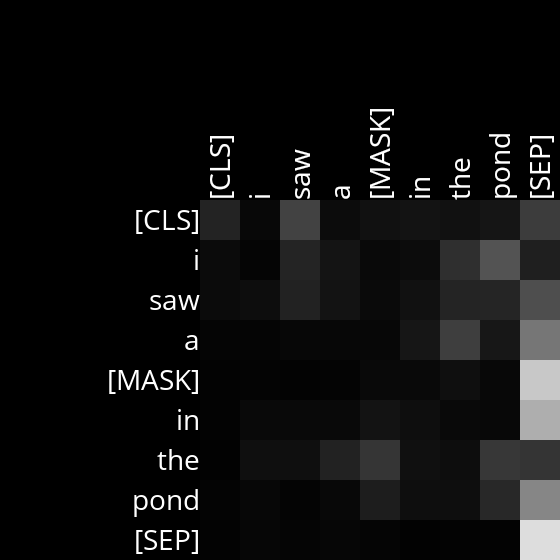 [CLS] i saw a [MASK] in the pond [SEP]
[CLS]
i
saw
a
[MASK]
in
the
pond
[SEP]